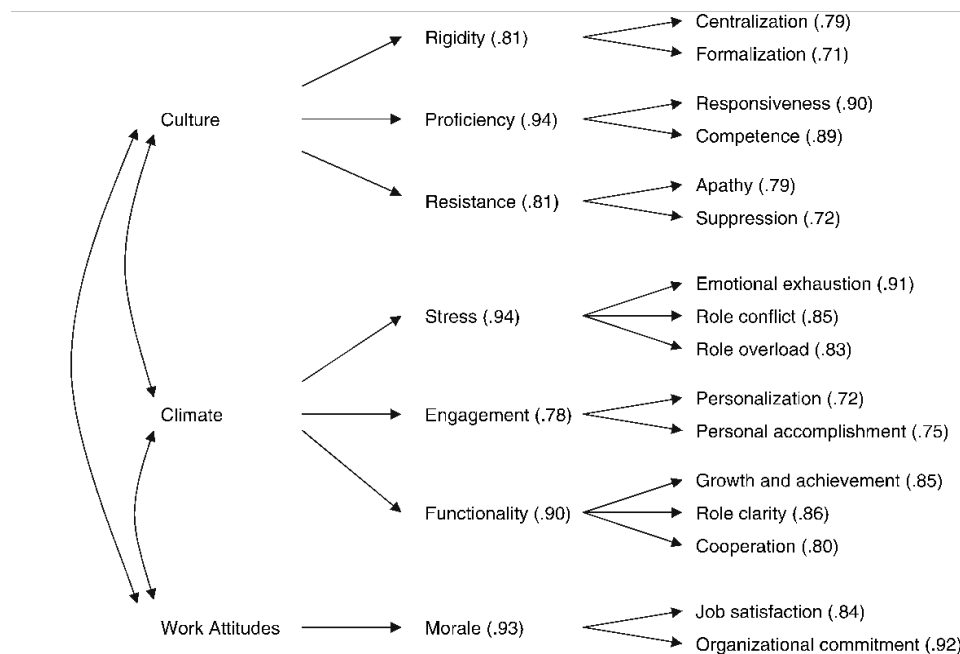 Centralization (.79)
Rigidity (.81)
Formalization (.71)
Responsiveness (.90)
Culture
Proficiency (.94)
Competence (.89)
Apathy (.79)
Resistance (.81)
Suppression (.72)
Emotional exhaustion (.91)
Stress (.94)
Role conflict (.85)
Role overload (.83)
Personalization (.72)
Climate
Engagement (.78)
Personal accomplishment (.75)
Growth and achievement (.85)
Functionality (.90)
Role clarity (.86)
Cooperation (.80)
Job satisfaction (.84)
Work Attitudes
Morale (.93)
Organizational commitment (.92)